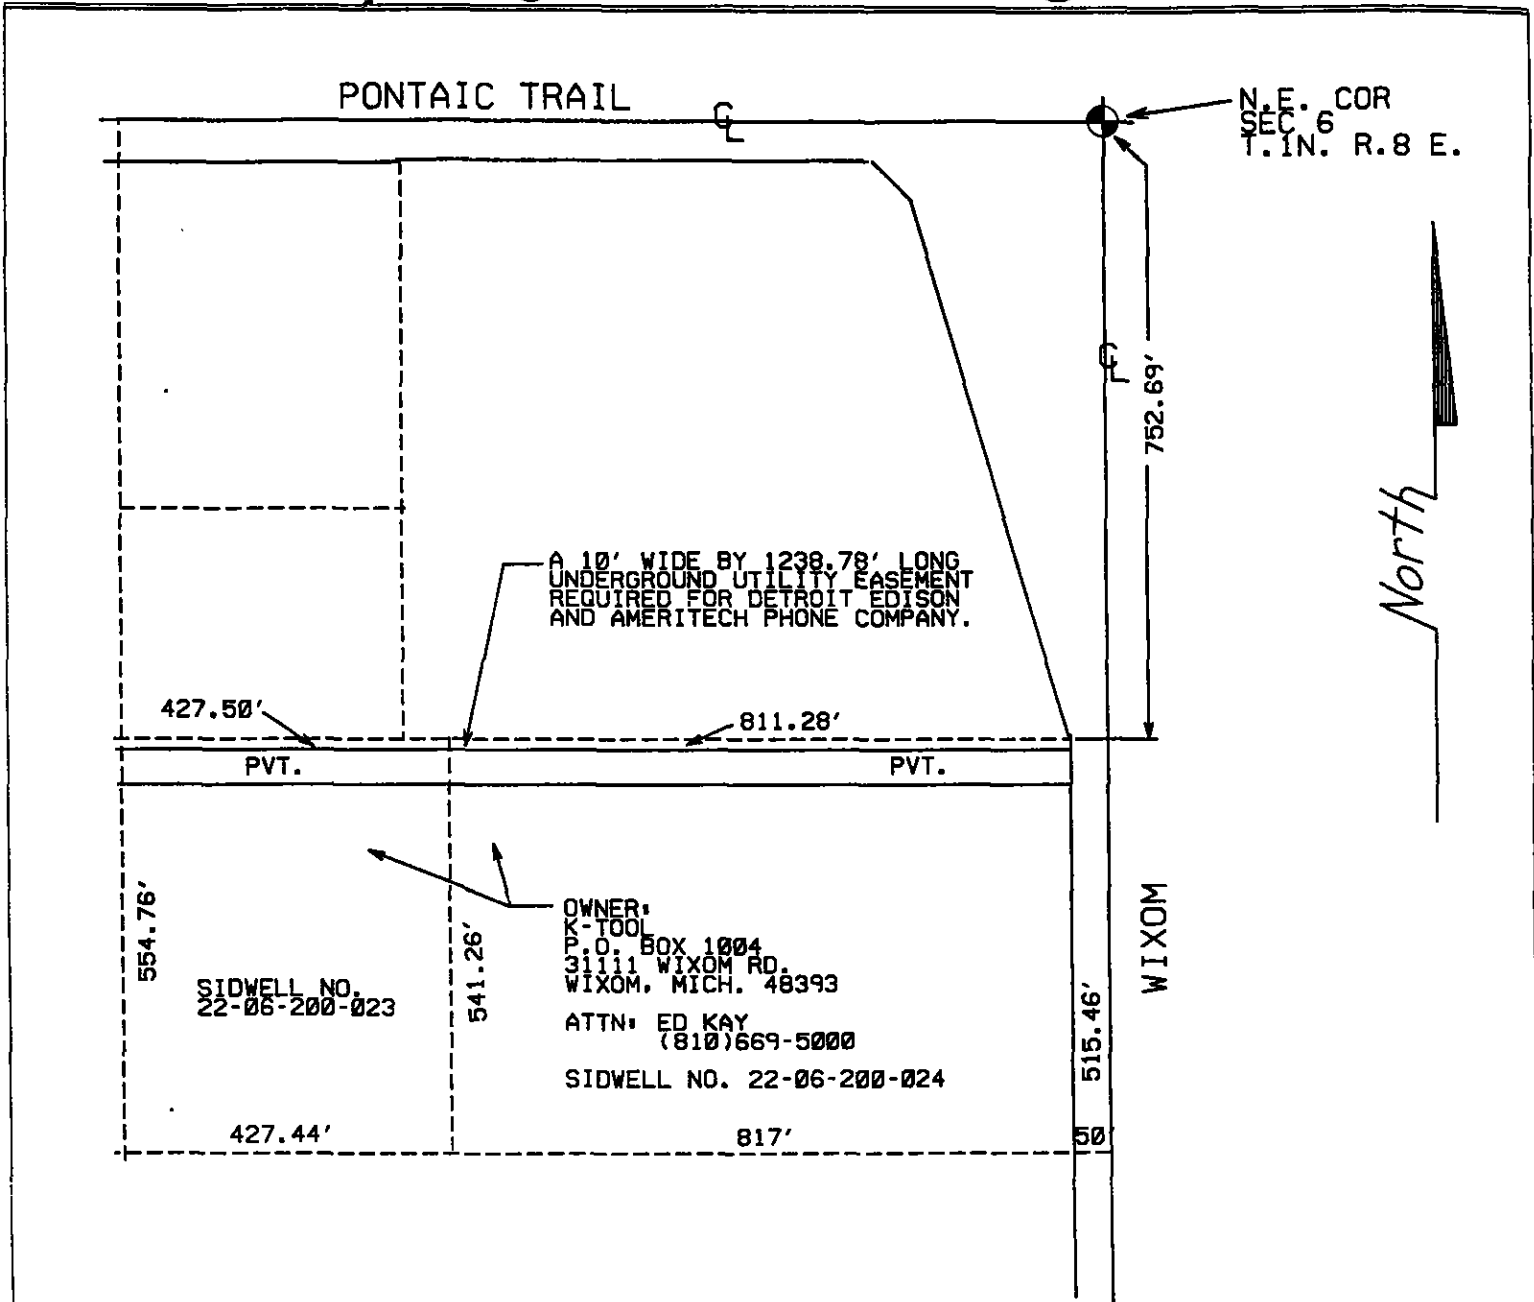 PONTAIC TRAIL
CL
N.E. COR
SEC 6
T.1N. R.8 E.
CL
752.69'
North
A 10' WIDE BY 1238.78' LONG
UNDERGROUND UTILITY EASEMENT
REQUIRED FOR DETROIT EDISON
AND AMERITECH PHONE COMPANY.
427.50'
811.28'
PVT.
PVT.
554.76'
541.26'
SIDWELL NO.
22-06-200-023
OWNER:
K-TOOL
P.O. BOX 1004
31111 WIXOM RD.
WIXOM, MICH. 48393
ATTN: ED KAY
(810)669-5000
SIDWELL NO. 22-06-200-024
WIXOM
515.46'
427.44'
817'
50